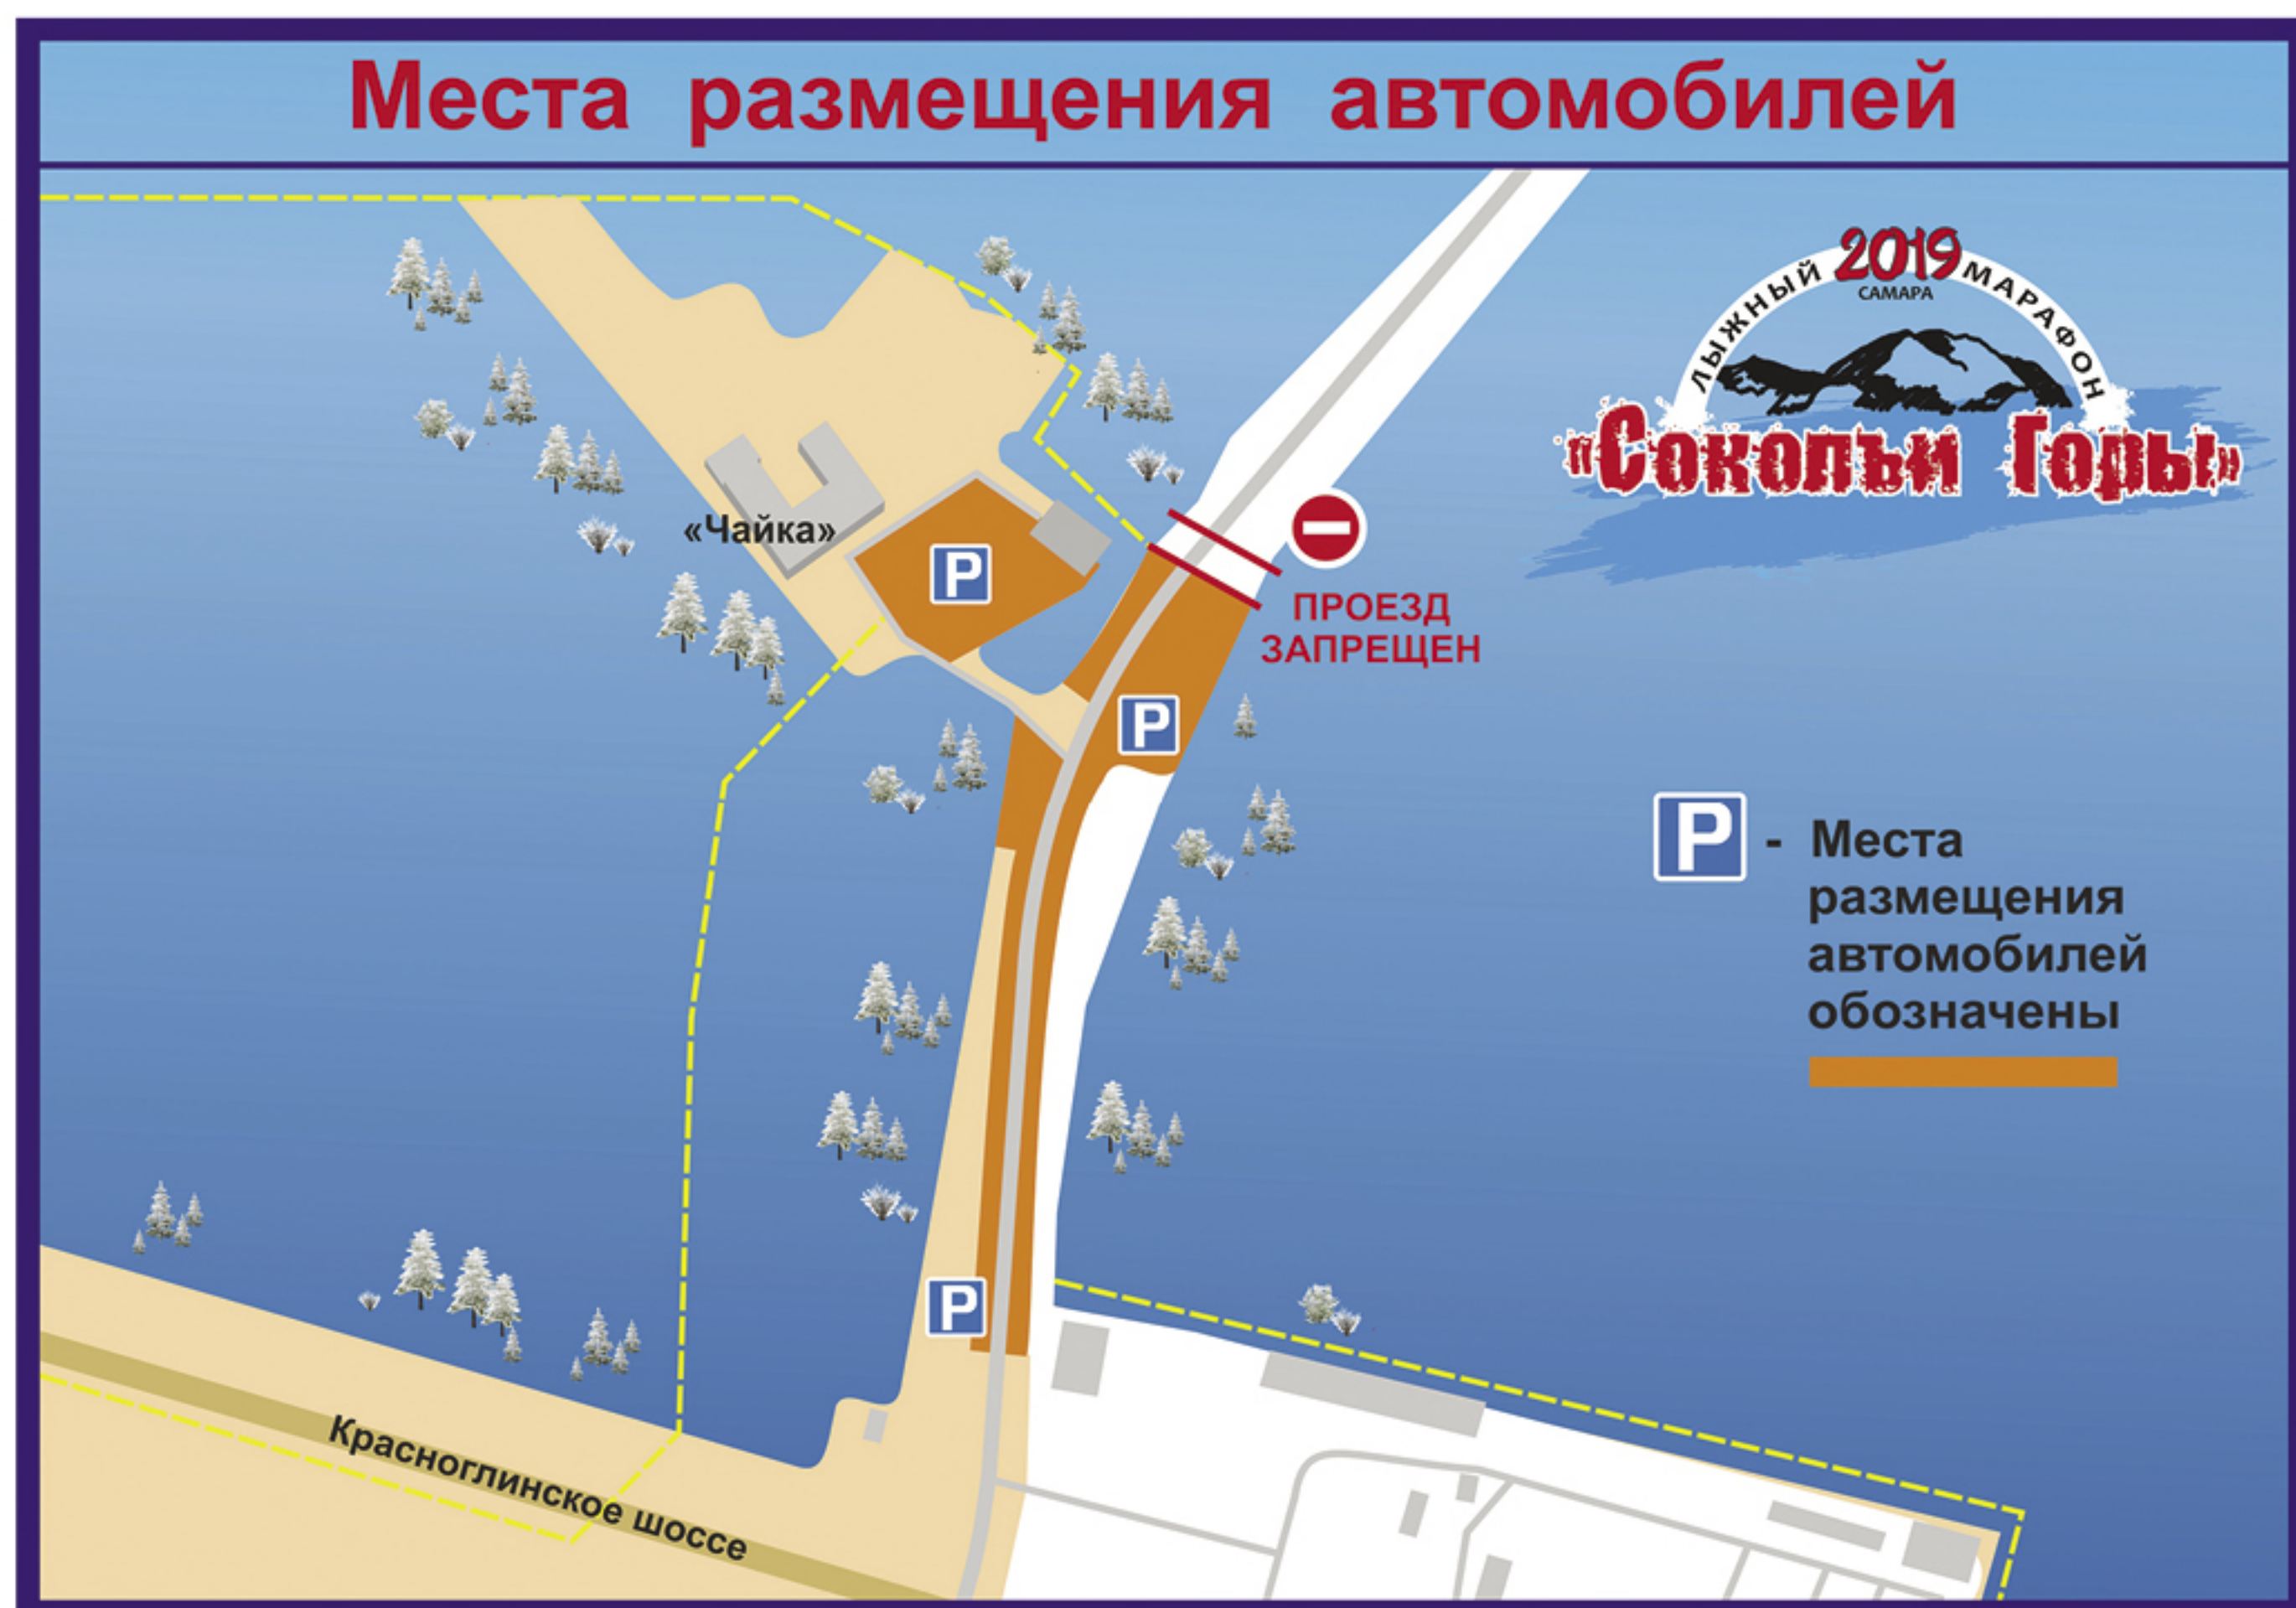 Места размещения автомобилей
2019
ЛЫЖНЫЙ МАРАФОН
САМАРА
«Сокольи Горы»
«Чайка»
P
ПРОЕЗД
ЗАПРЕЩЕН
P
P - Места
размещения
автомобилей
обозначены
P
Красноглинское шоссе